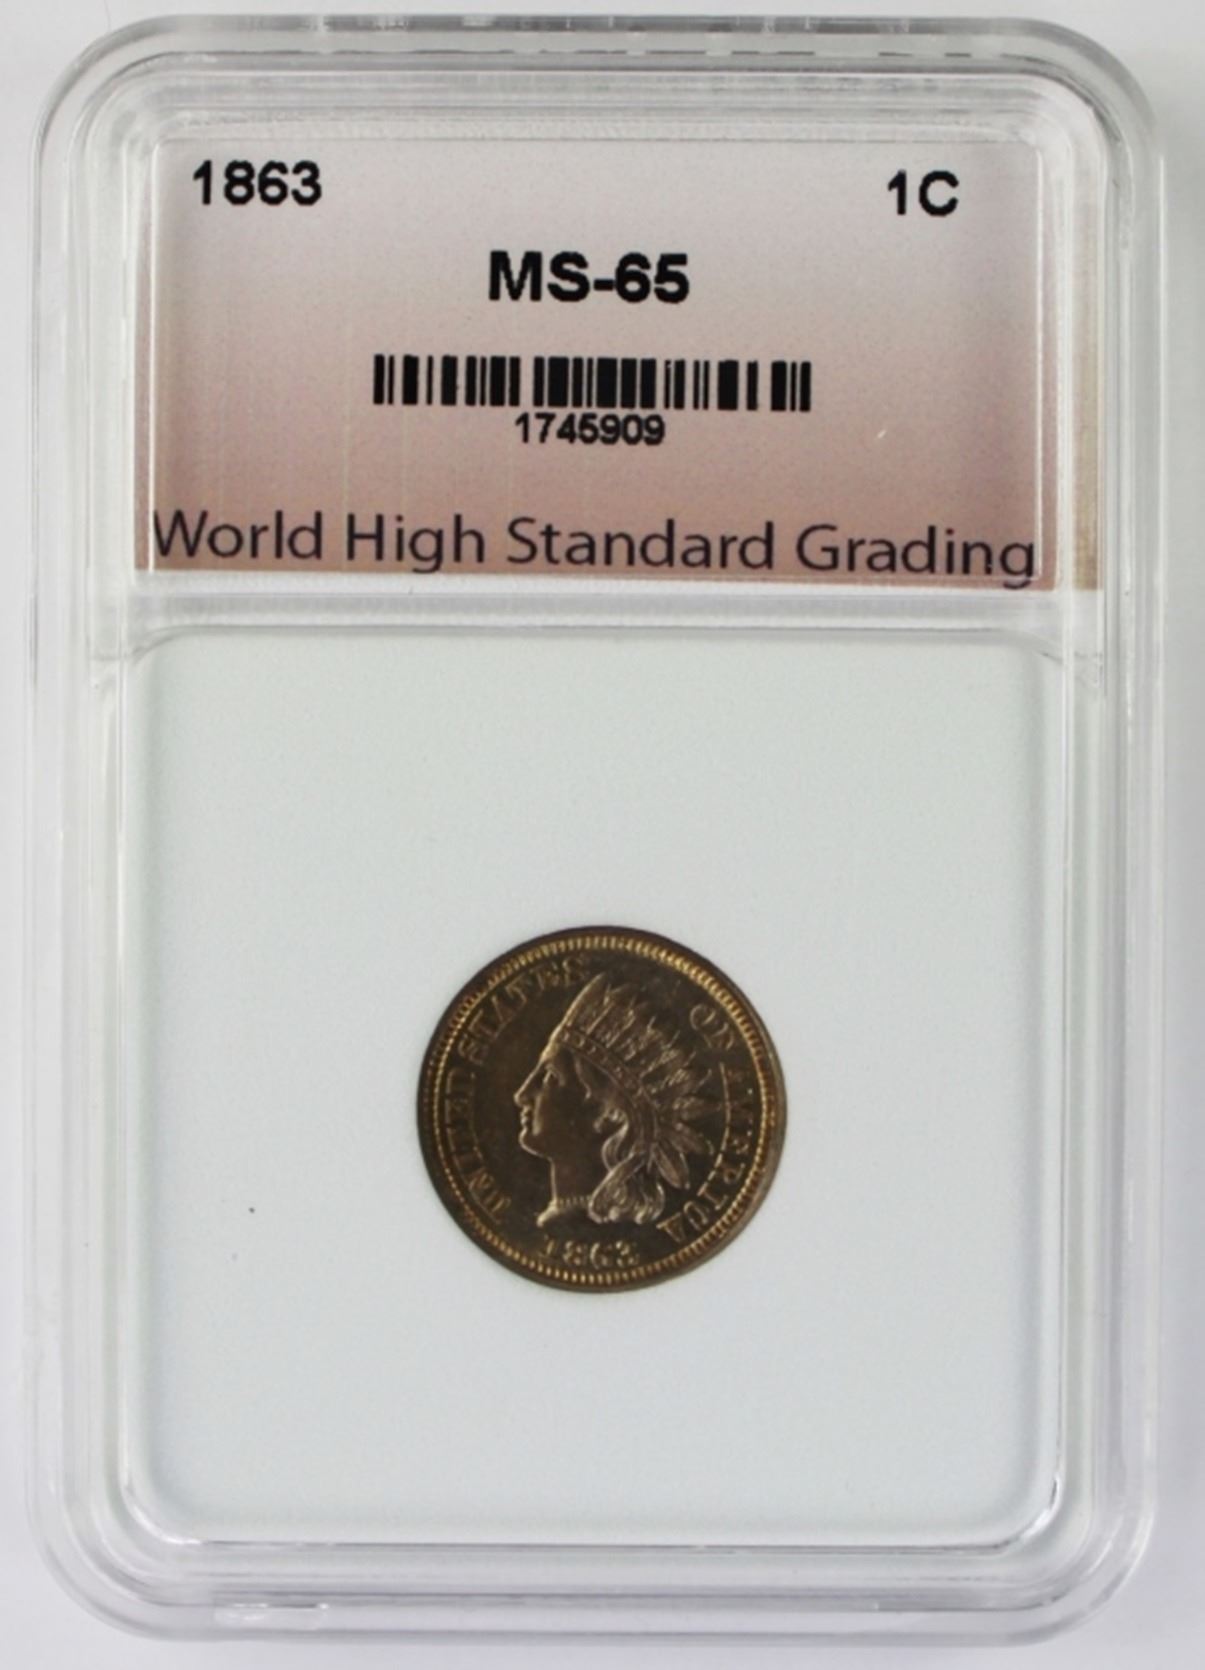 1863 1C
MS-65
1745909
World High Standard Grading
UNITED STATES OF AMERICA
1863